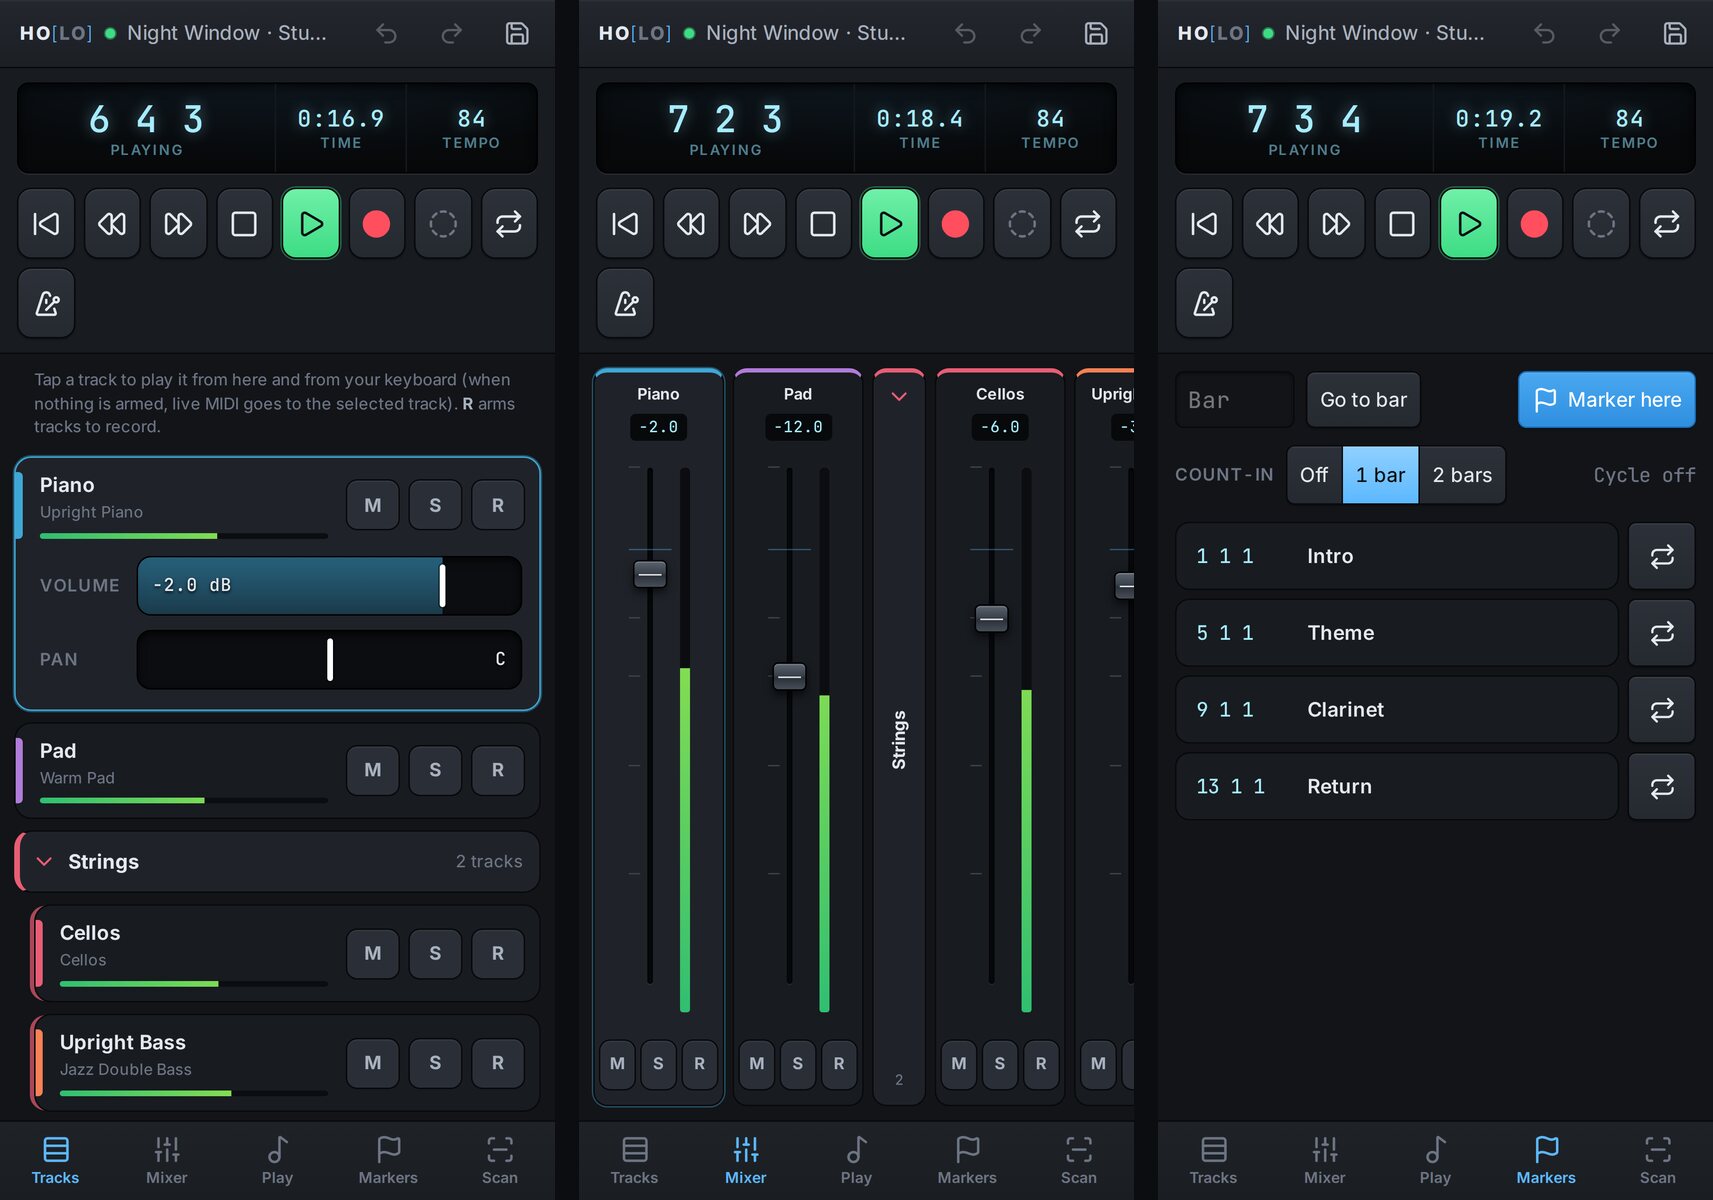 HO[LO] Night Window · Stu...
6 4 3
PLAYING
0:16.9
TIME
84
TEMPO
Tap a track to play it from here and from your keyboard (when
nothing is armed, live MIDI goes to the selected track). R arms
tracks to record.
Piano
Upright Piano
M S R
VOLUME -2.0 dB
PAN C
Pad
Warm Pad
M S R
Strings 2 tracks
Cellos
Cellos
M S R
Upright Bass
Jazz Double Bass
M S R
Tracks Mixer Play Markers Scan
HO[LO] Night Window · Stu...
7 2 3
PLAYING
0:18.4
TIME
84
TEMPO
Piano
-2.0
M S R
Pad
-12.0
M S R
Strings
2
Cellos
-6.0
M S R
M
Tracks Mixer Play Markers Scan
HO[LO] Night Window · Stu...
7 3 4
PLAYING
0:19.2
TIME
84
TEMPO
Bar Go to bar Marker here
COUNT-IN Off 1 bar 2 bars Cycle off
1 1 1 Intro
5 1 1 Theme
9 1 1 Clarinet
13 1 1 Return
Tracks Mixer Play Markers Scan